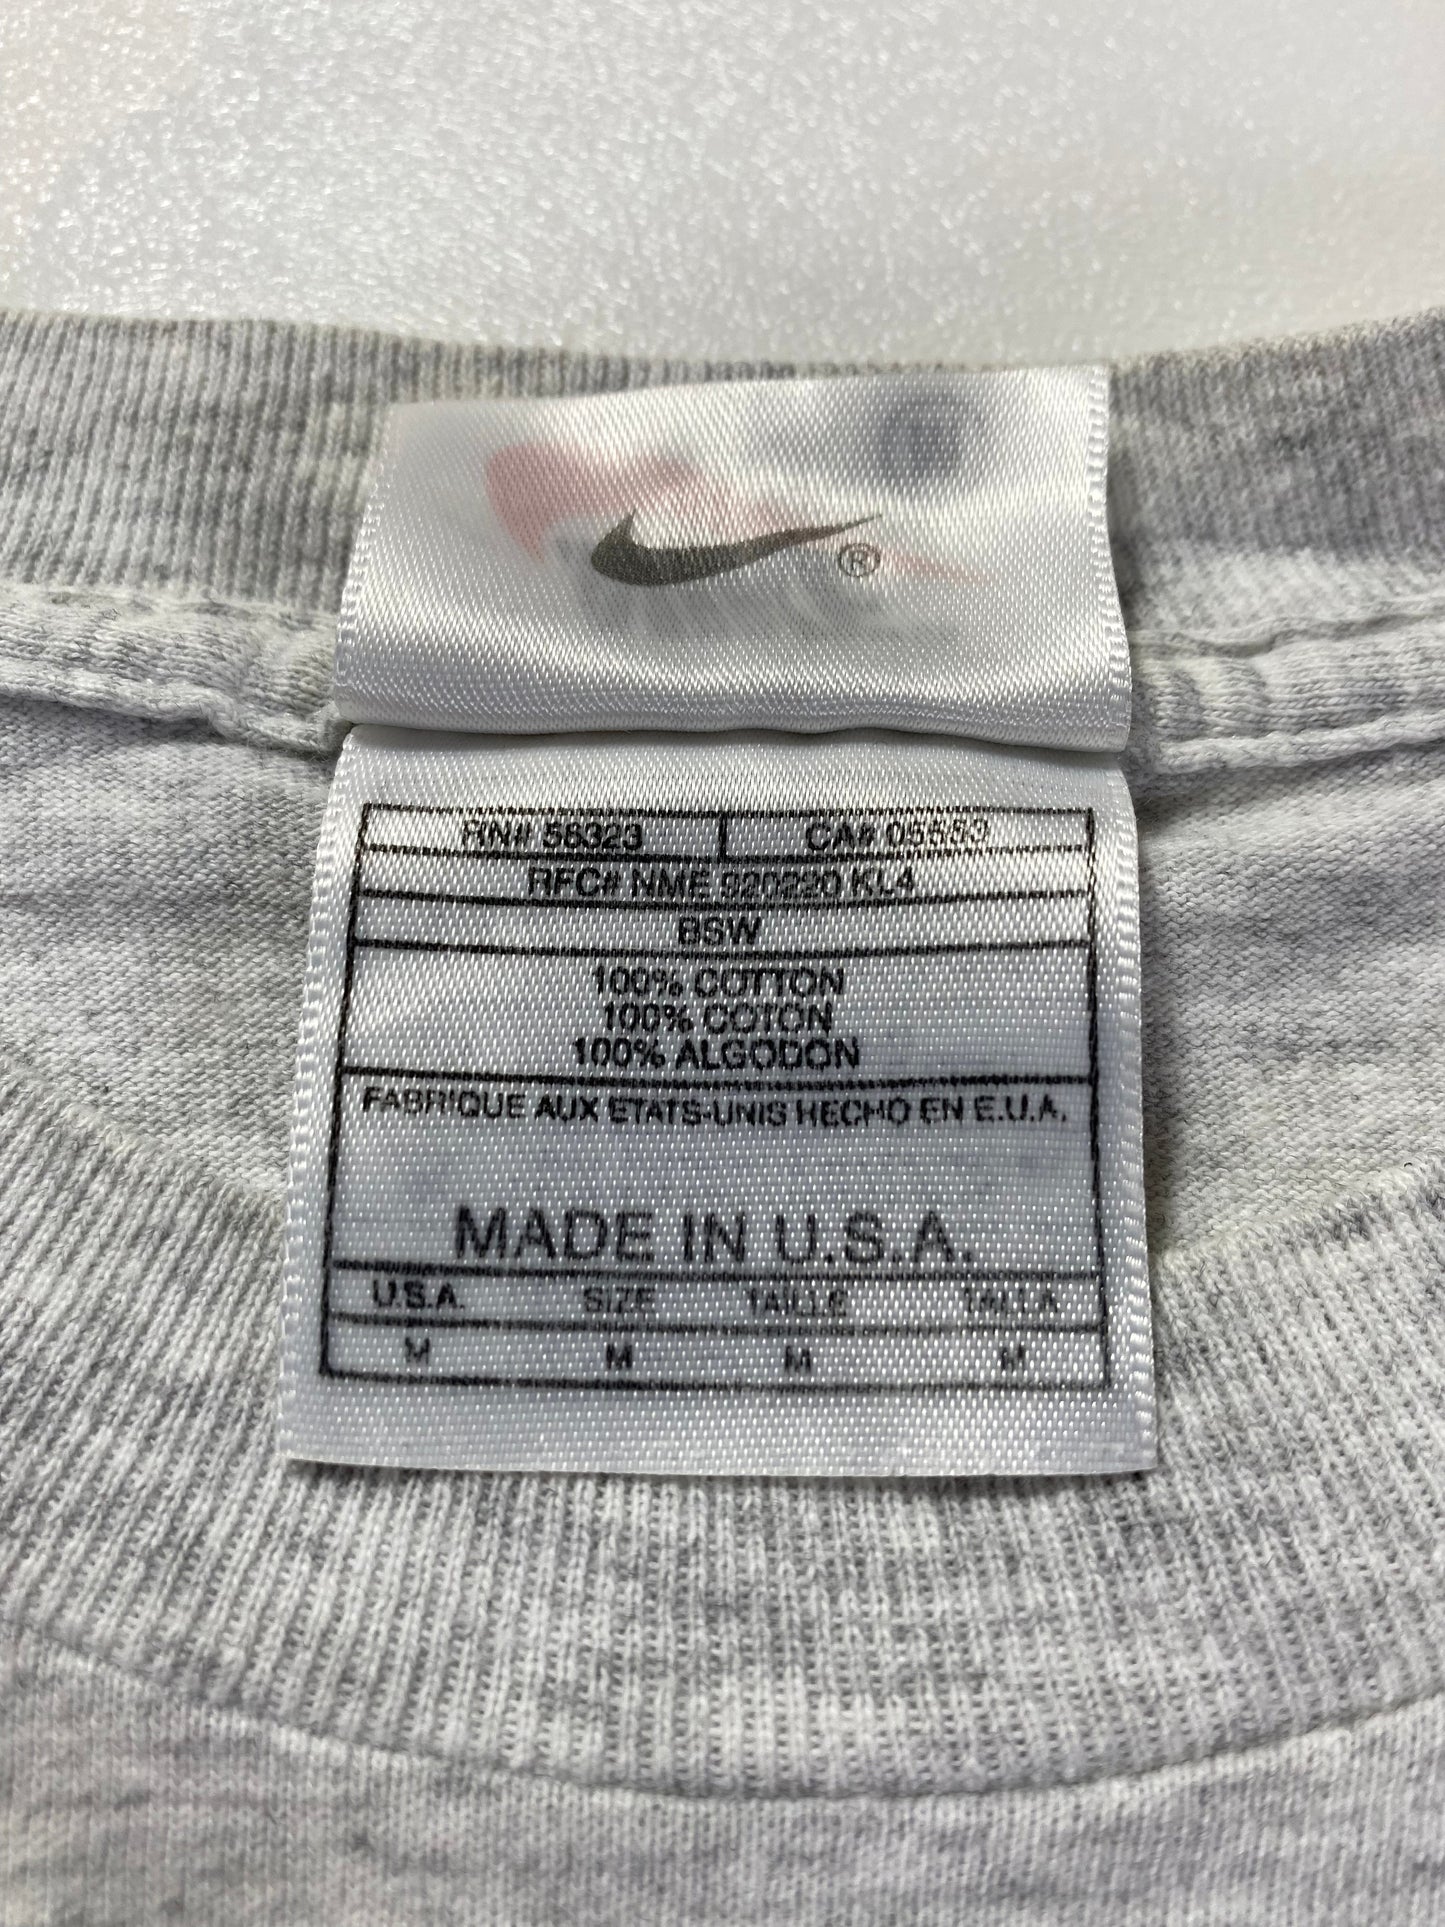 ®
RN# 56323 CA# 05553
RFC# NME 820220 KL4
BSW
100% COTTON
100% COTON
100% ALGODON
FABRIQUE AUX ETATS-UNIS HECHO EN E.U.A.
MADE IN U.S.A.
U.S.A. SIZE TAILLE TALLA
M M M M